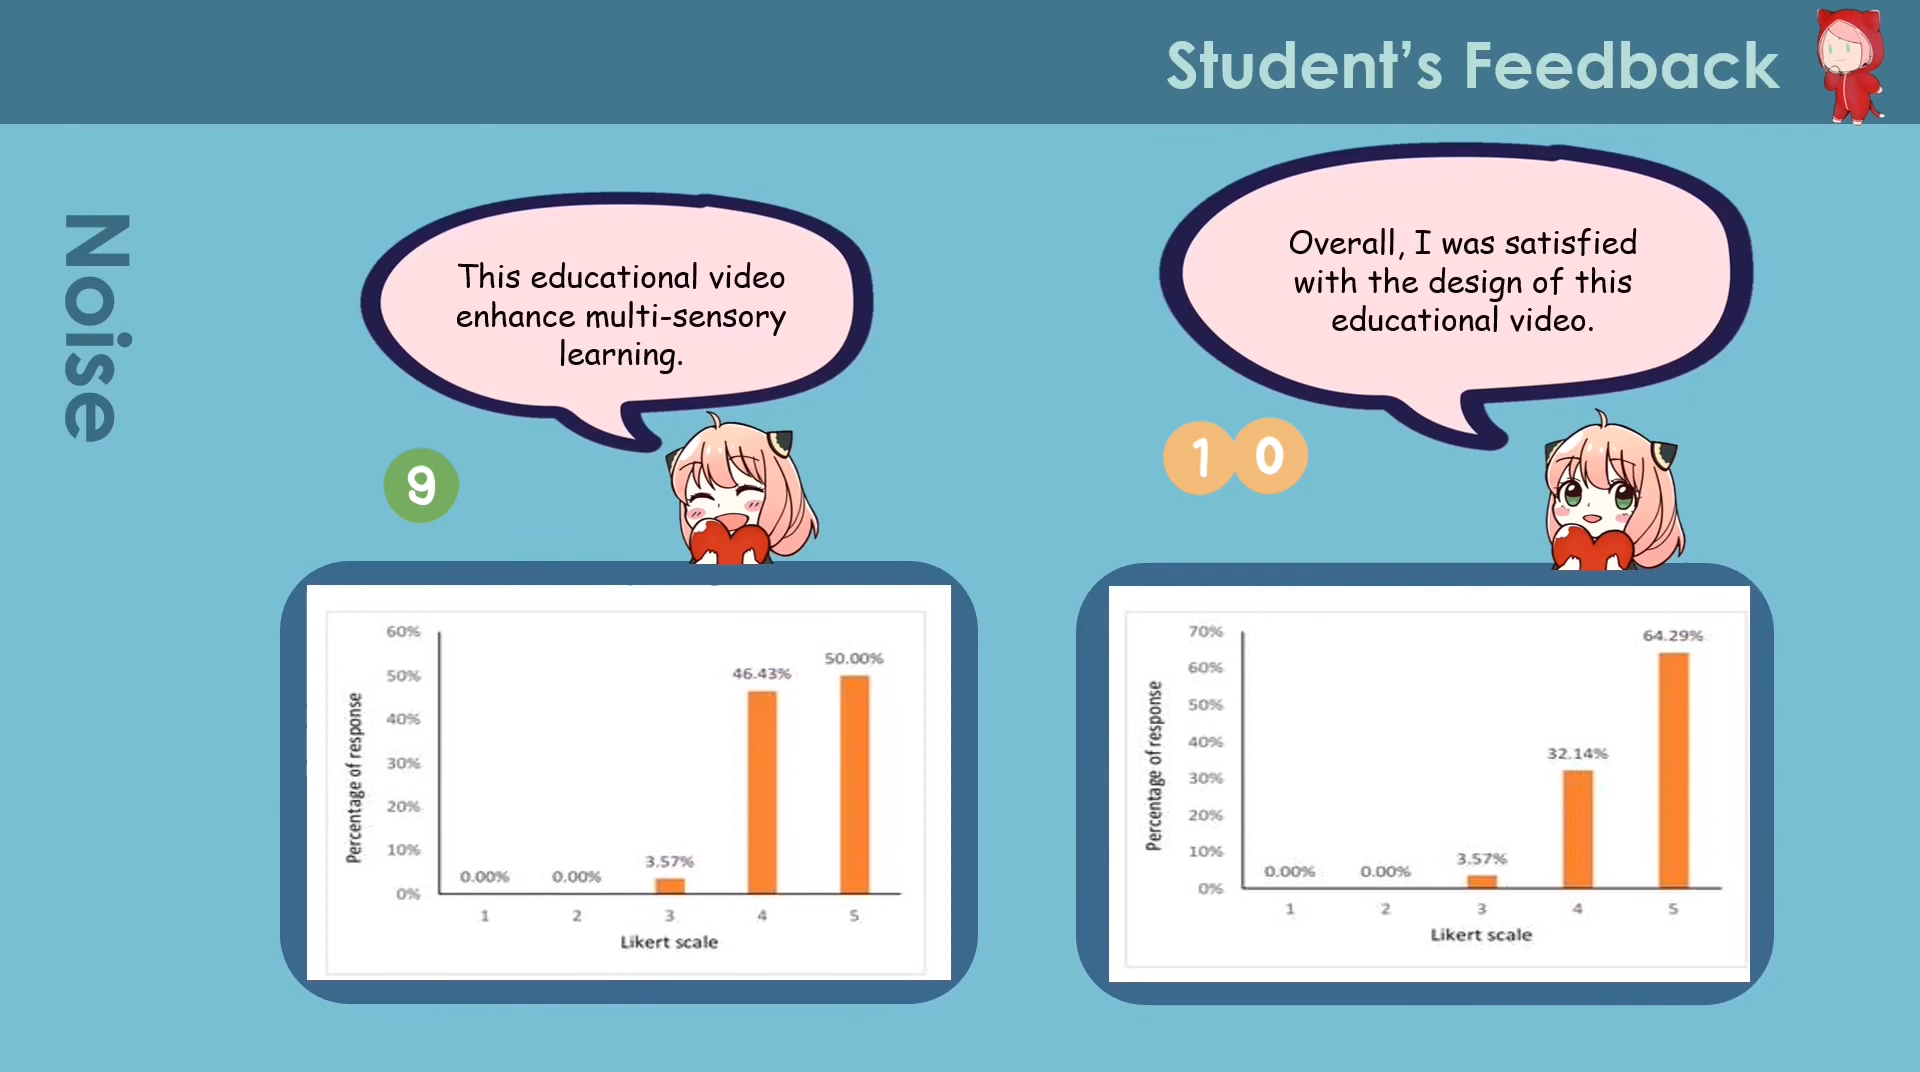 Student's Feedback
Noise
This educational video
enhance multi-sensory
learning.
9
Overall, I was satisfied
with the design of this
educational video.
1 0
60%
50%
40%
30%
20%
10%
0%
Percentage of response
0.00%
0.00%
3.57%
46.43%
50.00%
1 2 3 4 5
Likert scale
70%
60%
50%
40%
30%
20%
10%
0%
Percentage of response
0.00%
0.00%
3.57%
32.14%
64.29%
1 2 3 4 5
Likert scale